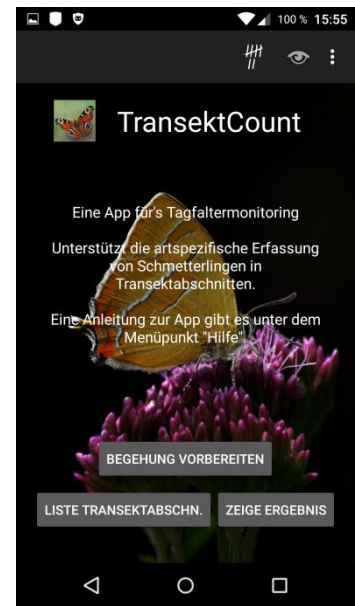 100 % 15:55
TransektCount
Eine App für's Tagfaltermonitoring
Unterstützt die artspezifische Erfassung
von Schmetterlingen in
Transektabschnitten.
Eine Anleitung zur App gibt es unter dem
Menüpunkt "Hilfe".
BEGEHUNG VORBEREITEN
LISTE TRANSEKTABSCHN. ZEIGE ERGEBNIS